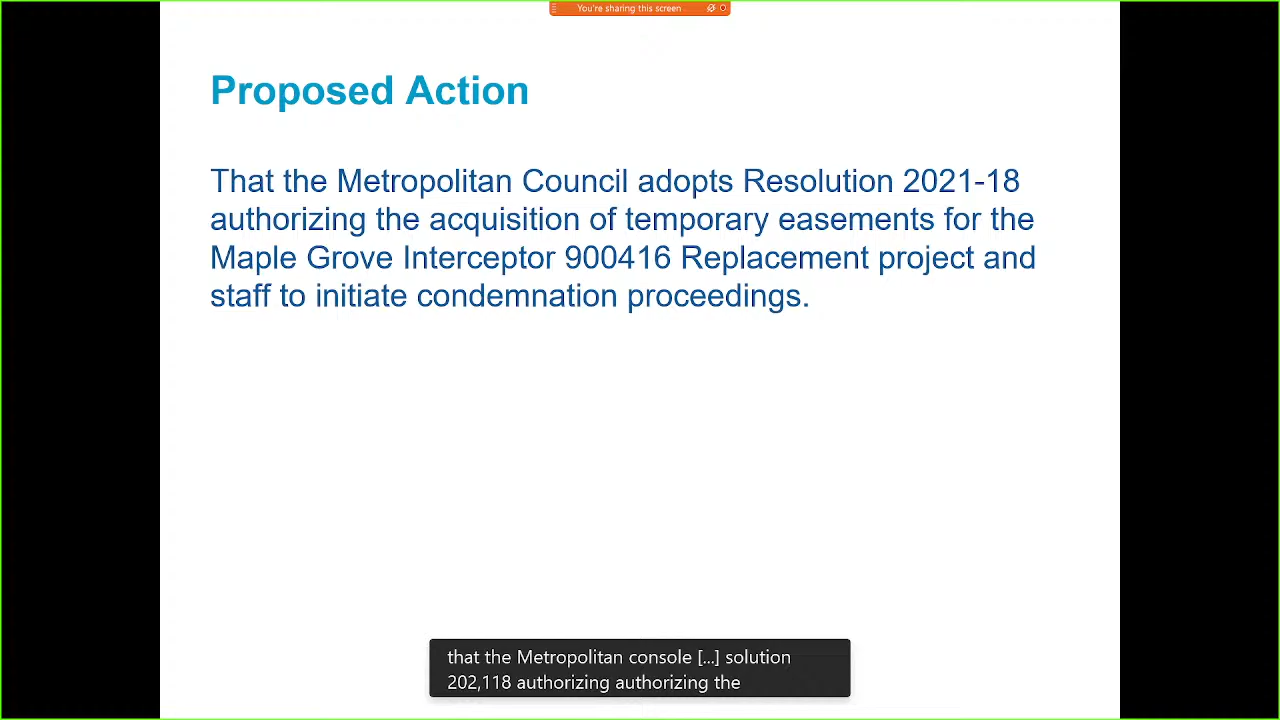 You're sharing this screen
Proposed Action
That the Metropolitan Council adopts Resolution 2021-18
authorizing the acquisition of temporary easements for the
Maple Grove Interceptor 900416 Replacement project and
staff to initiate condemnation proceedings.
that the Metropolitan console [...] solution
202,118 authorizing authorizing the